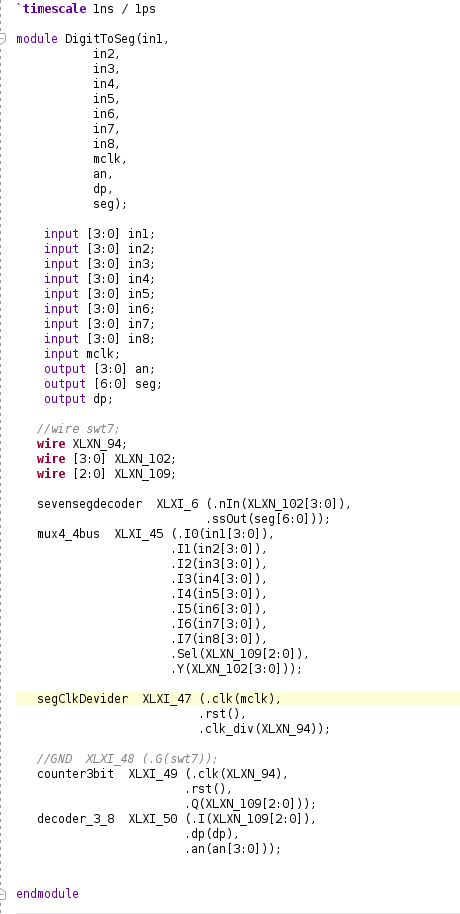 `timescale 1ns / 1ps
module DigitToSeg(in1,
in2,
in3,
in4,
in5,
in6,
in7,
in8,
mclk,
an,
dp,
seg);
input [3:0] in1;
input [3:0] in2;
input [3:0] in3;
input [3:0] in4;
input [3:0] in5;
input [3:0] in6;
input [3:0] in7;
input [3:0] in8;
input mclk;
output [3:0] an;
output [6:0] seg;
output dp;
//wire swt7;
wire XLXN_94;
wire [3:0] XLXN_102;
wire [2:0] XLXN_109;
sevensegdecoder XLXI_6 (.nIn(XLXN_102[3:0]),
.ssOut(seg[6:0]));
mux4_4bus XLXI_45 (.I0(in1[3:0]),
.I1(in2[3:0]),
.I2(in3[3:0]),
.I3(in4[3:0]),
.I4(in5[3:0]),
.I5(in6[3:0]),
.I6(in7[3:0]),
.I7(in8[3:0]),
.Sel(XLXN_109[2:0]),
.Y(XLXN_102[3:0]));
segClkDevider XLXI_47 (.clk(mclk),
.rst(),
.clk_div(XLXN_94));
//GND XLXI_48 (.G(swt7));
counter3bit XLXI_49 (.clk(XLXN_94),
.rst(),
.Q(XLXN_109[2:0]));
decoder_3_8 XLXI_50 (.I(XLXN_109[2:0]),
.dp(dp),
.an(an[3:0]));
endmodule